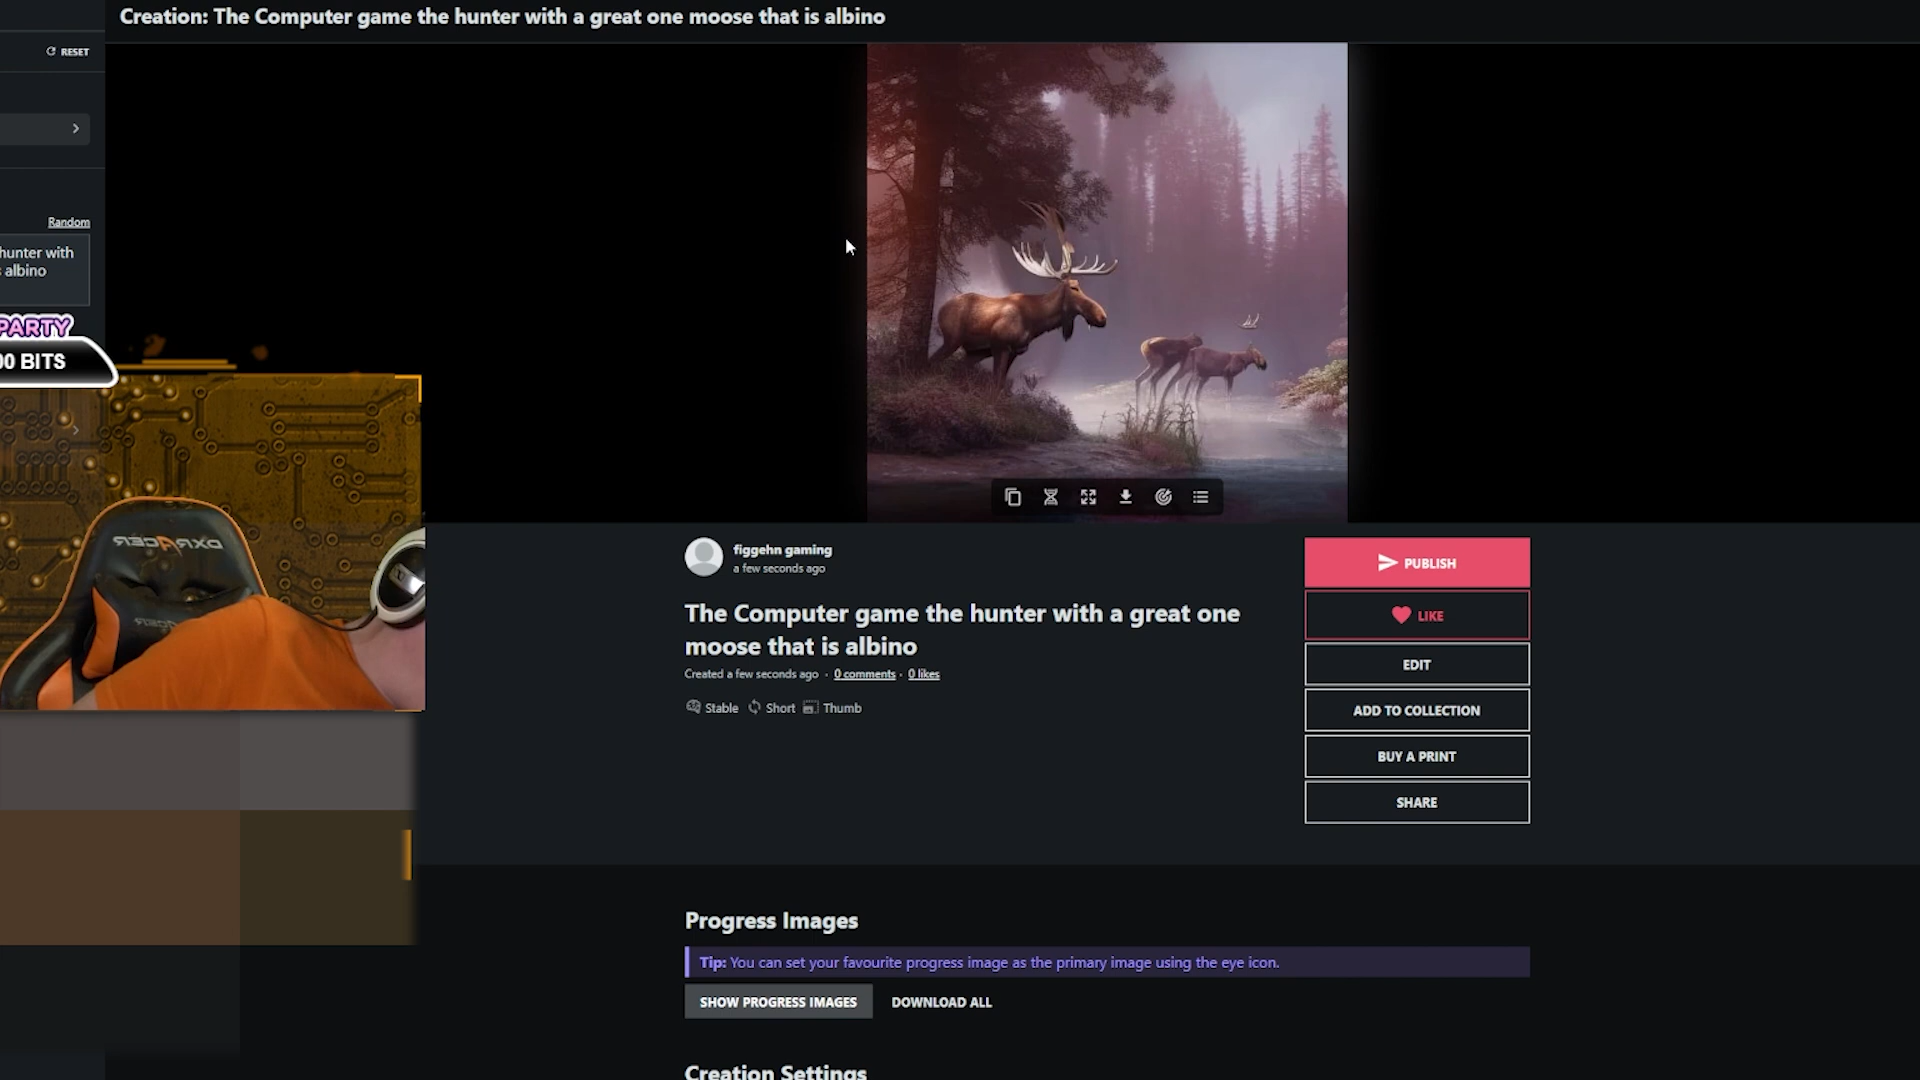 Creation: The Computer game the hunter with a great one moose that is albino
RESET
Random
hunter with
albino
PARTY
00 BITS
DXRACER
figgehn gaming
a few seconds ago
The Computer game the hunter with a great one
moose that is albino
Created a few seconds ago · 0 comments · 0 likes
Stable Short Thumb
PUBLISH
LIKE
EDIT
ADD TO COLLECTION
BUY A PRINT
SHARE
Progress Images
Tip: You can set your favourite progress image as the primary image using the eye icon.
SHOW PROGRESS IMAGES
DOWNLOAD ALL
Creation Settings